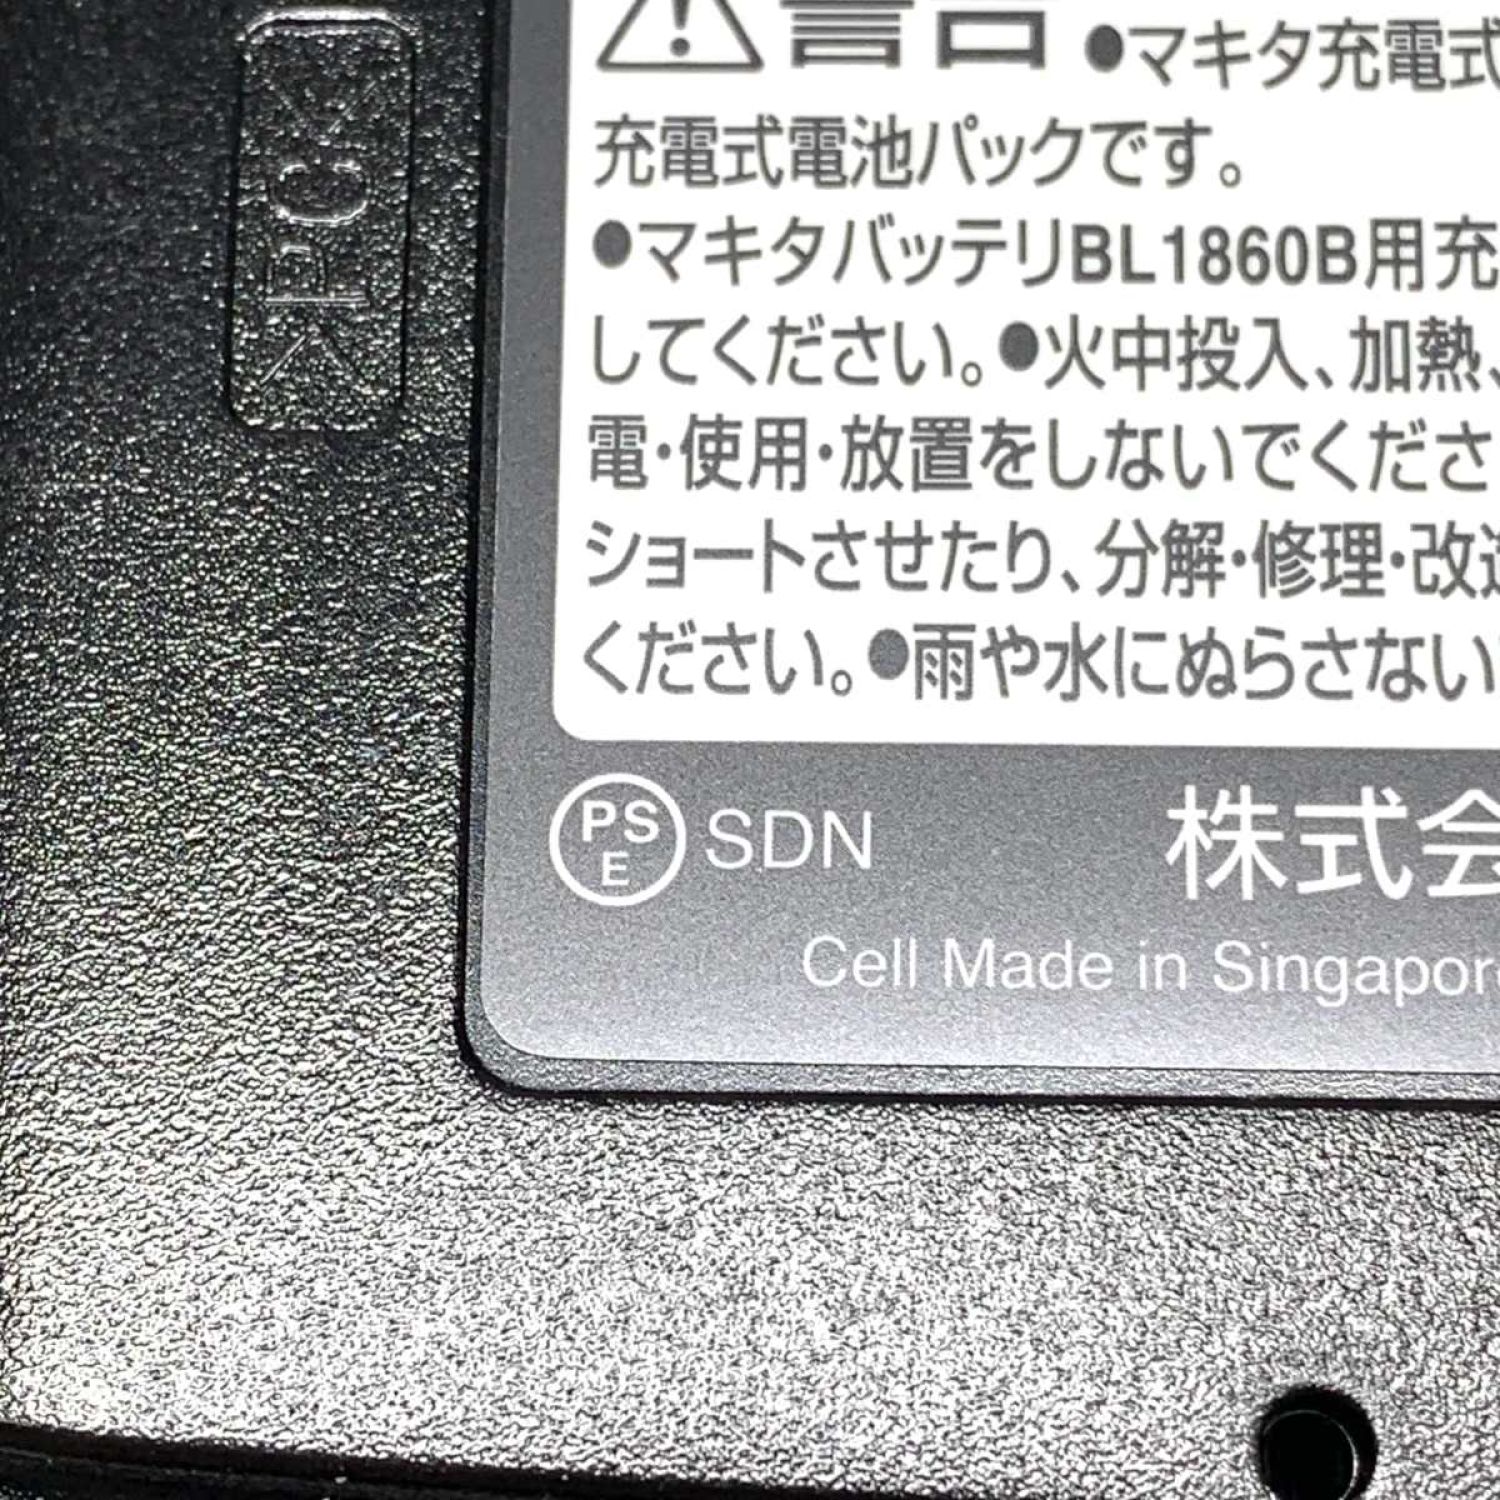 警告 ●マキタ充電式
充電式電池パックです。
●マキタバッテリBL1860B用充
してください。●火中投入、加熱、
電・使用・放置をしないでくださ
ショートさせたり、分解・修理・改造
ください。●雨や水にぬらさない
PS
E
SDN
株式会
Cell Made in Singapore
>PC<